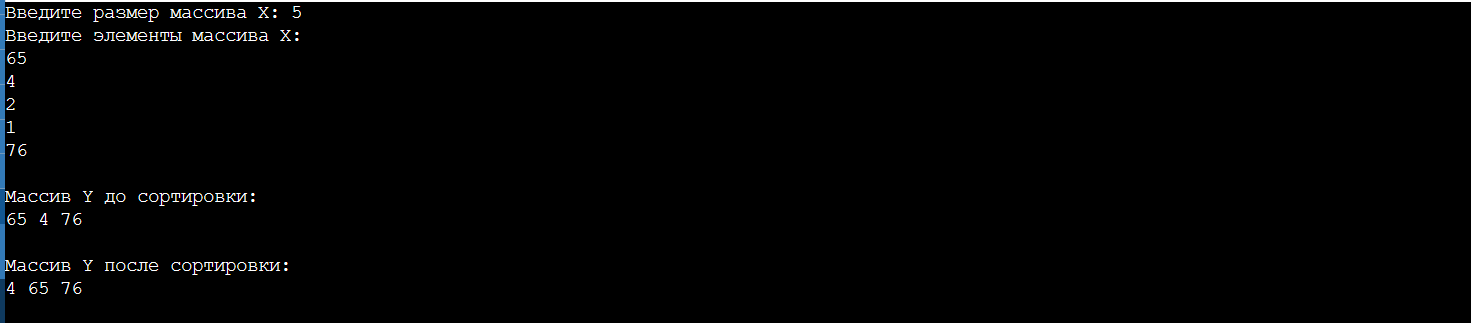 Введите размер массива X: 5
Введите элементы массива X:
65
4
2
1
76
Массив Y до сортировки:
65 4 76
Массив Y после сортировки:
4 65 76